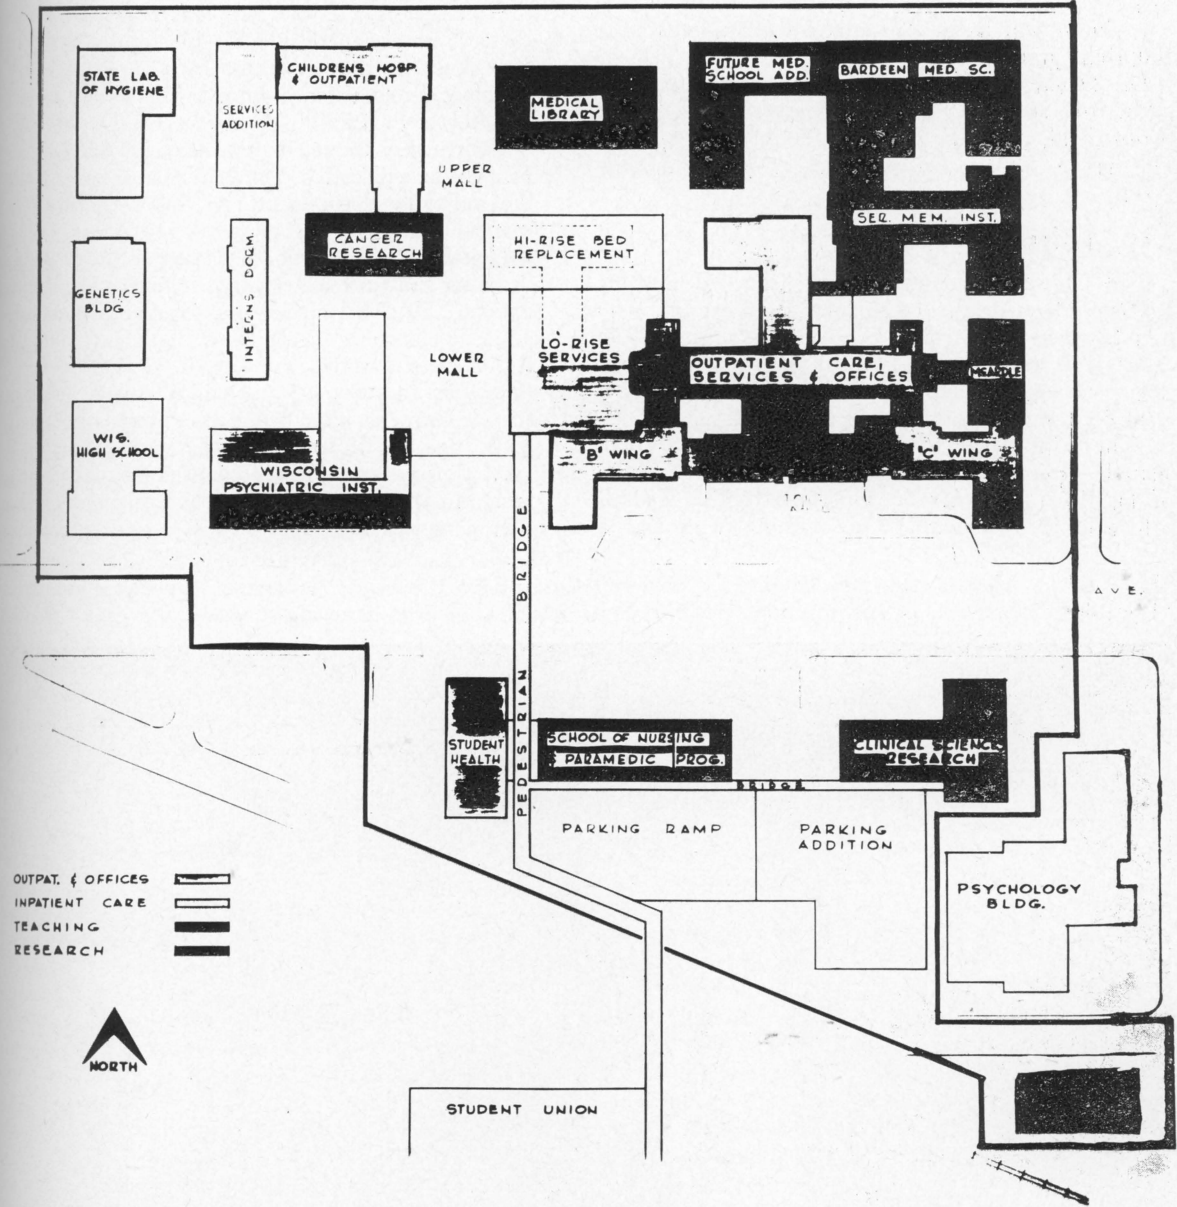 STATE LAB.
OF HYGIENE
SERVICES
ADDITION
CHILDRENS HOSP.
& OUTPATIENT
MEDICAL
LIBRARY
FUTURE MED.
SCHOOL ADD.
BARDEEN MED. SC.
UPPER
MALL
SER. MEM. INST.
CANCER
RESEARCH
HI-RISE BED
REPLACEMENT
INTERNS DORM.
GENETICS
BLDG
LOWER
MALL
LO-RISE
SERVICES
OUTPATIENT CARE,
SERVICES & OFFICES
MCARDLE
WIS.
HIGH SCHOOL
WISCONSIN
PSYCHIATRIC INST.
"B" WING
"C" WING
PEDESTRIAN BRIDGE
AVE.
STUDENT
HEALTH
SCHOOL OF NURSING
& PARAMEDIC PROG.
CLINICAL SCIENCE
RESEARCH
BRIDGE
PARKING RAMP
PARKING
ADDITION
PSYCHOLOGY
BLDG.
OUTPAT. & OFFICES
INPATIENT CARE
TEACHING
RESEARCH
NORTH
STUDENT UNION